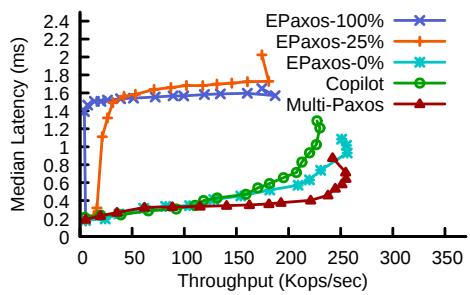 2.4
2.2
2
1.8
1.6
1.4
1.2
1
0.8
0.6
0.4
0.2
0
Median Latency (ms)
EPaxos-100%
EPaxos-25%
EPaxos-0%
Copilot
Multi-Paxos
0 50 100 150 200 250 300 350
Throughput (Kops/sec)